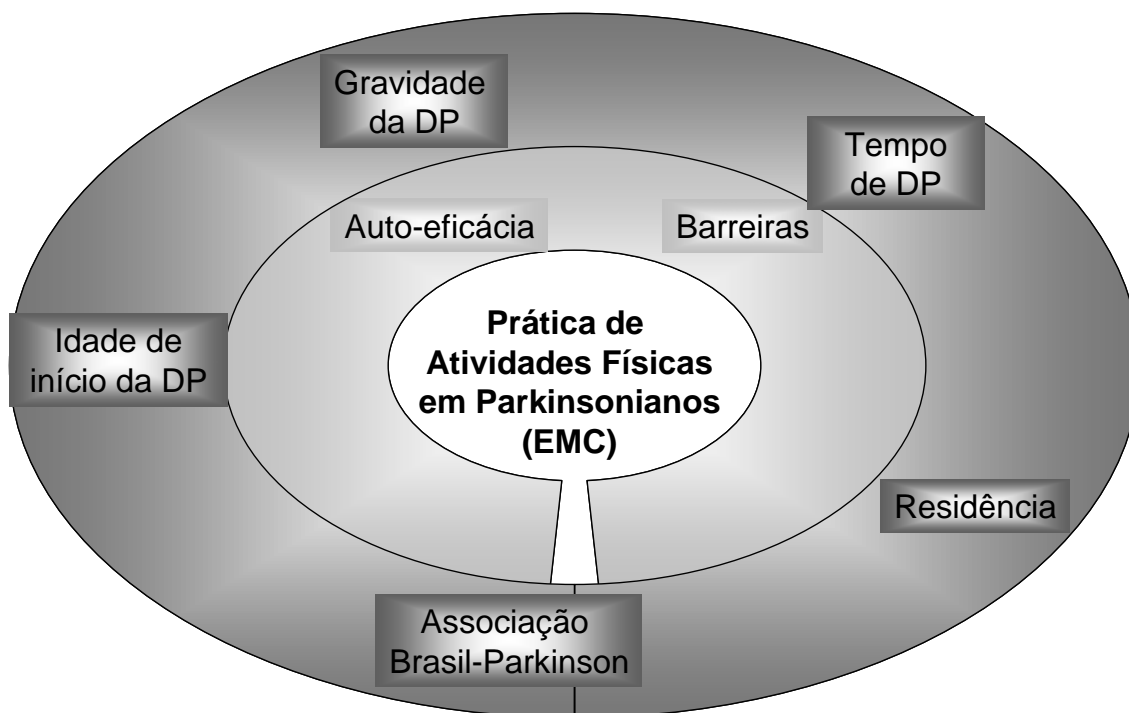 Gravidade
da DP
Tempo
de DP
Auto-eficácia
Barreiras
Prática de
Atividades Físicas
em Parkinsonianos
(EMC)
Idade de
início da DP
Residência
Associação
Brasil-Parkinson